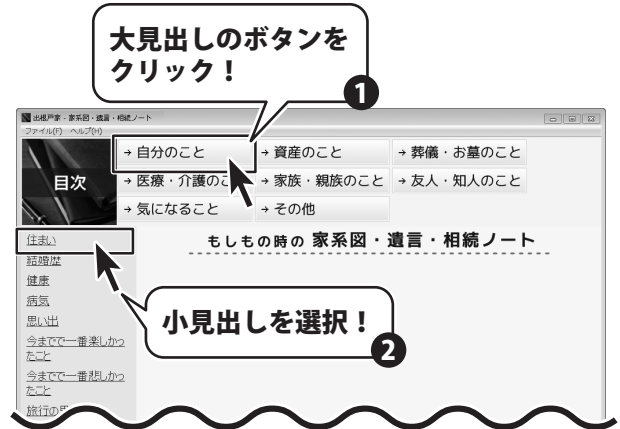 大見出しのボタンを
クリック！
1
出根戸家・家系図・遺言・相続ノート
ファイル(F) ヘルプ(H)
目次
→ 自分のこと
→ 資産のこと
→ 葬儀・お墓のこと
→ 医療・介護のこ
→ 家族・親族のこと
→ 友人・知人のこと
→ 気になること
→ その他
もしもの時の 家系図・遺言・相続ノート
住まい
結婚歴
健康
病気
思い出
今までで一番楽しかっ
たこと
今までで一番悲しかっ
たこと
旅行の
小見出しを選択！
2